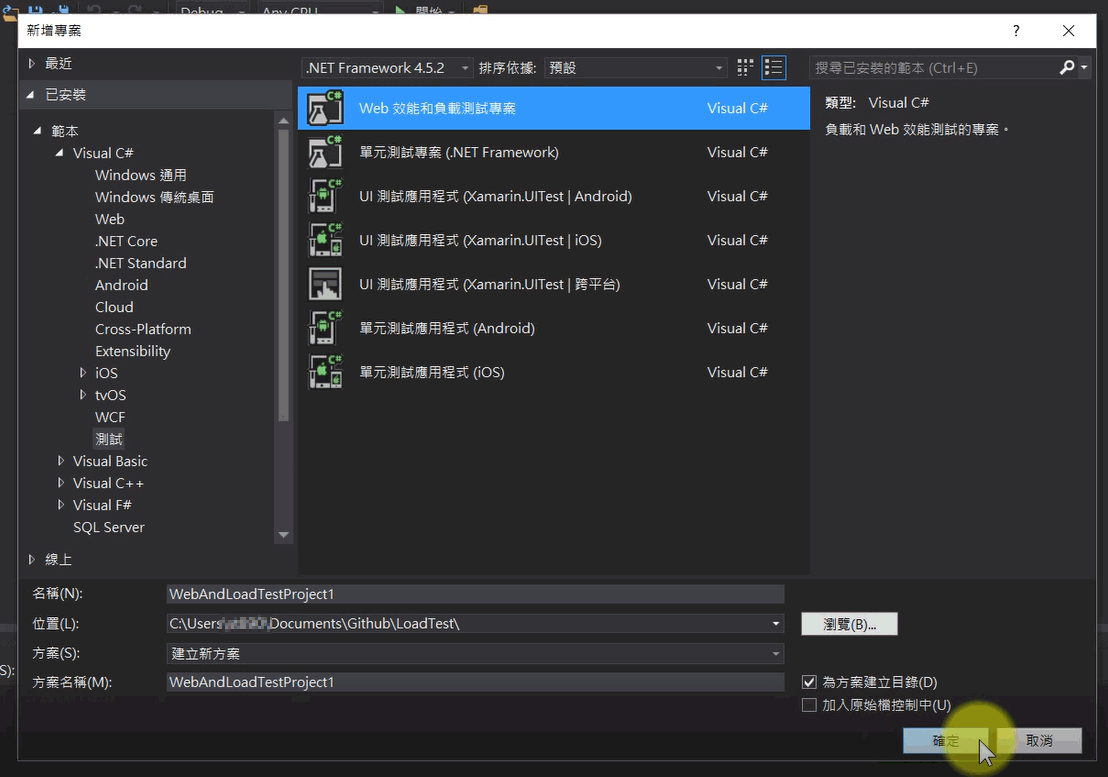 Debug Any CPU 開始
新增專案 ?
最近
.NET Framework 4.5.2 排序依據: 預設
搜尋已安裝的範本 (Ctrl+E)
已安裝
範本
Visual C#
Windows 通用
Windows 傳統桌面
Web
.NET Core
.NET Standard
Android
Cloud
Cross-Platform
Extensibility
iOS
tvOS
WCF
測試
Visual Basic
Visual C++
Visual F#
SQL Server
線上
Web 效能和負載測試專案 Visual C#
單元測試專案 (.NET Framework) Visual C#
UI 測試應用程式 (Xamarin.UITest | Android) Visual C#
UI 測試應用程式 (Xamarin.UITest | iOS) Visual C#
UI 測試應用程式 (Xamarin.UITest | 跨平台) Visual C#
單元測試應用程式 (Android) Visual C#
單元測試應用程式 (iOS) Visual C#
類型: Visual C#
負載和 Web 效能測試的專案。
名稱(N): WebAndLoadTestProject1
位置(L): C:\Users\ \Documents\Github\LoadTest\ 瀏覽(B)...
方案(S): 建立新方案
方案名稱(M): WebAndLoadTestProject1
為方案建立目錄(D)
加入原始檔控制中(U)
確定 取消
S):